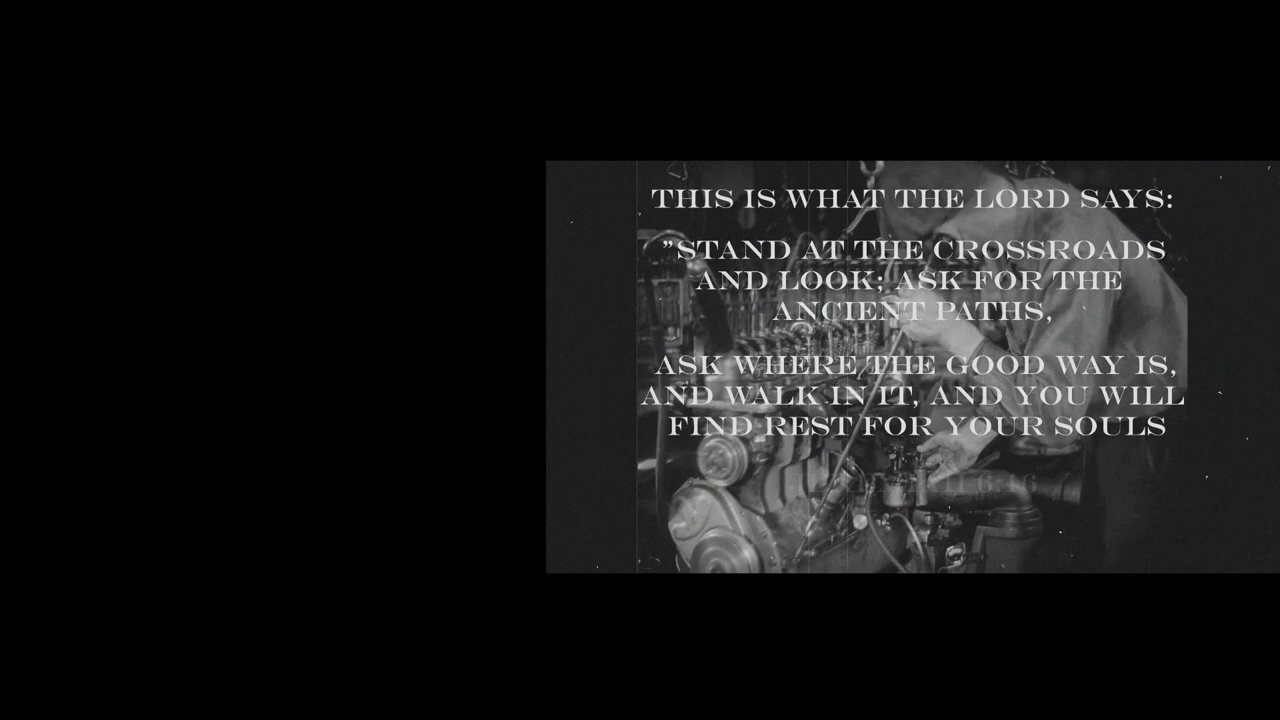 THIS IS WHAT THE LORD SAYS:
"STAND AT THE CROSSROADS
AND LOOK; ASK FOR THE
ANCIENT PATHS,
ASK WHERE THE GOOD WAY IS,
AND WALK IN IT, AND YOU WILL
FIND REST FOR YOUR SOULS